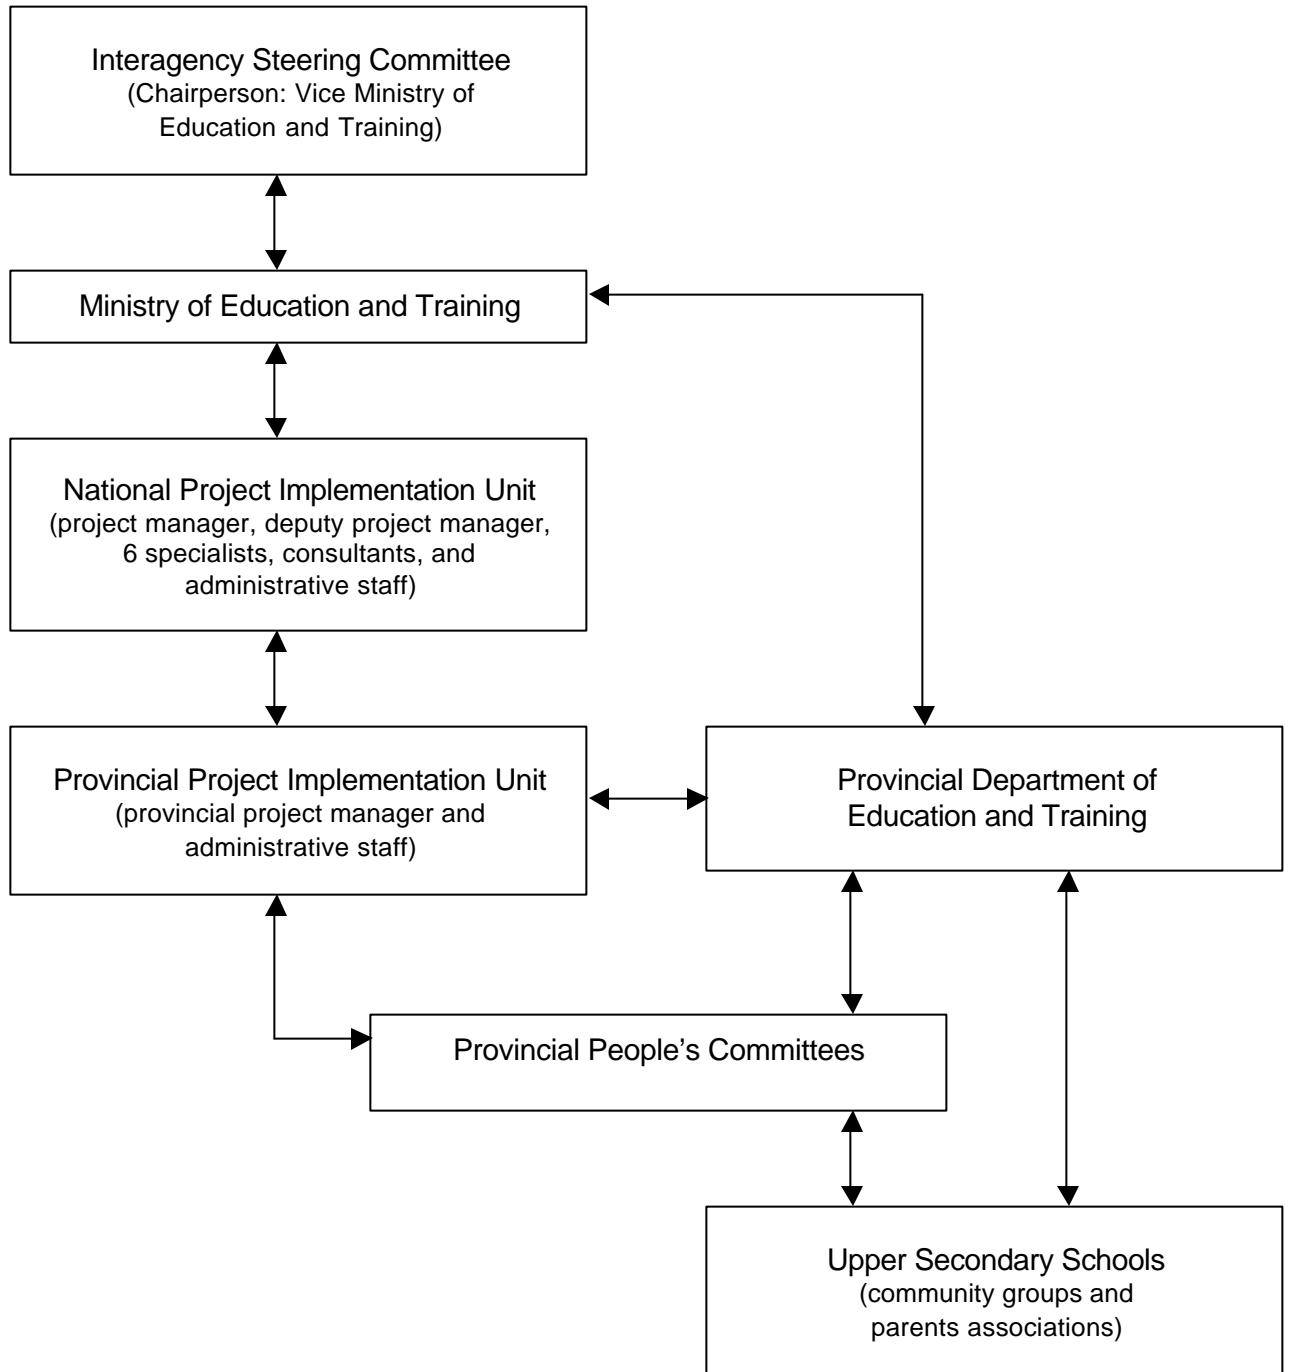 Interagency Steering Committee
(Chairperson: Vice Ministry of
Education and Training)
Ministry of Education and Training
National Project Implementation Unit
(project manager, deputy project manager,
6 specialists, consultants, and
administrative staff)
Provincial Project Implementation Unit
(provincial project manager and
administrative staff)
Provincial Department of
Education and Training
Provincial People’s Committees
Upper Secondary Schools
(community groups and
parents associations)